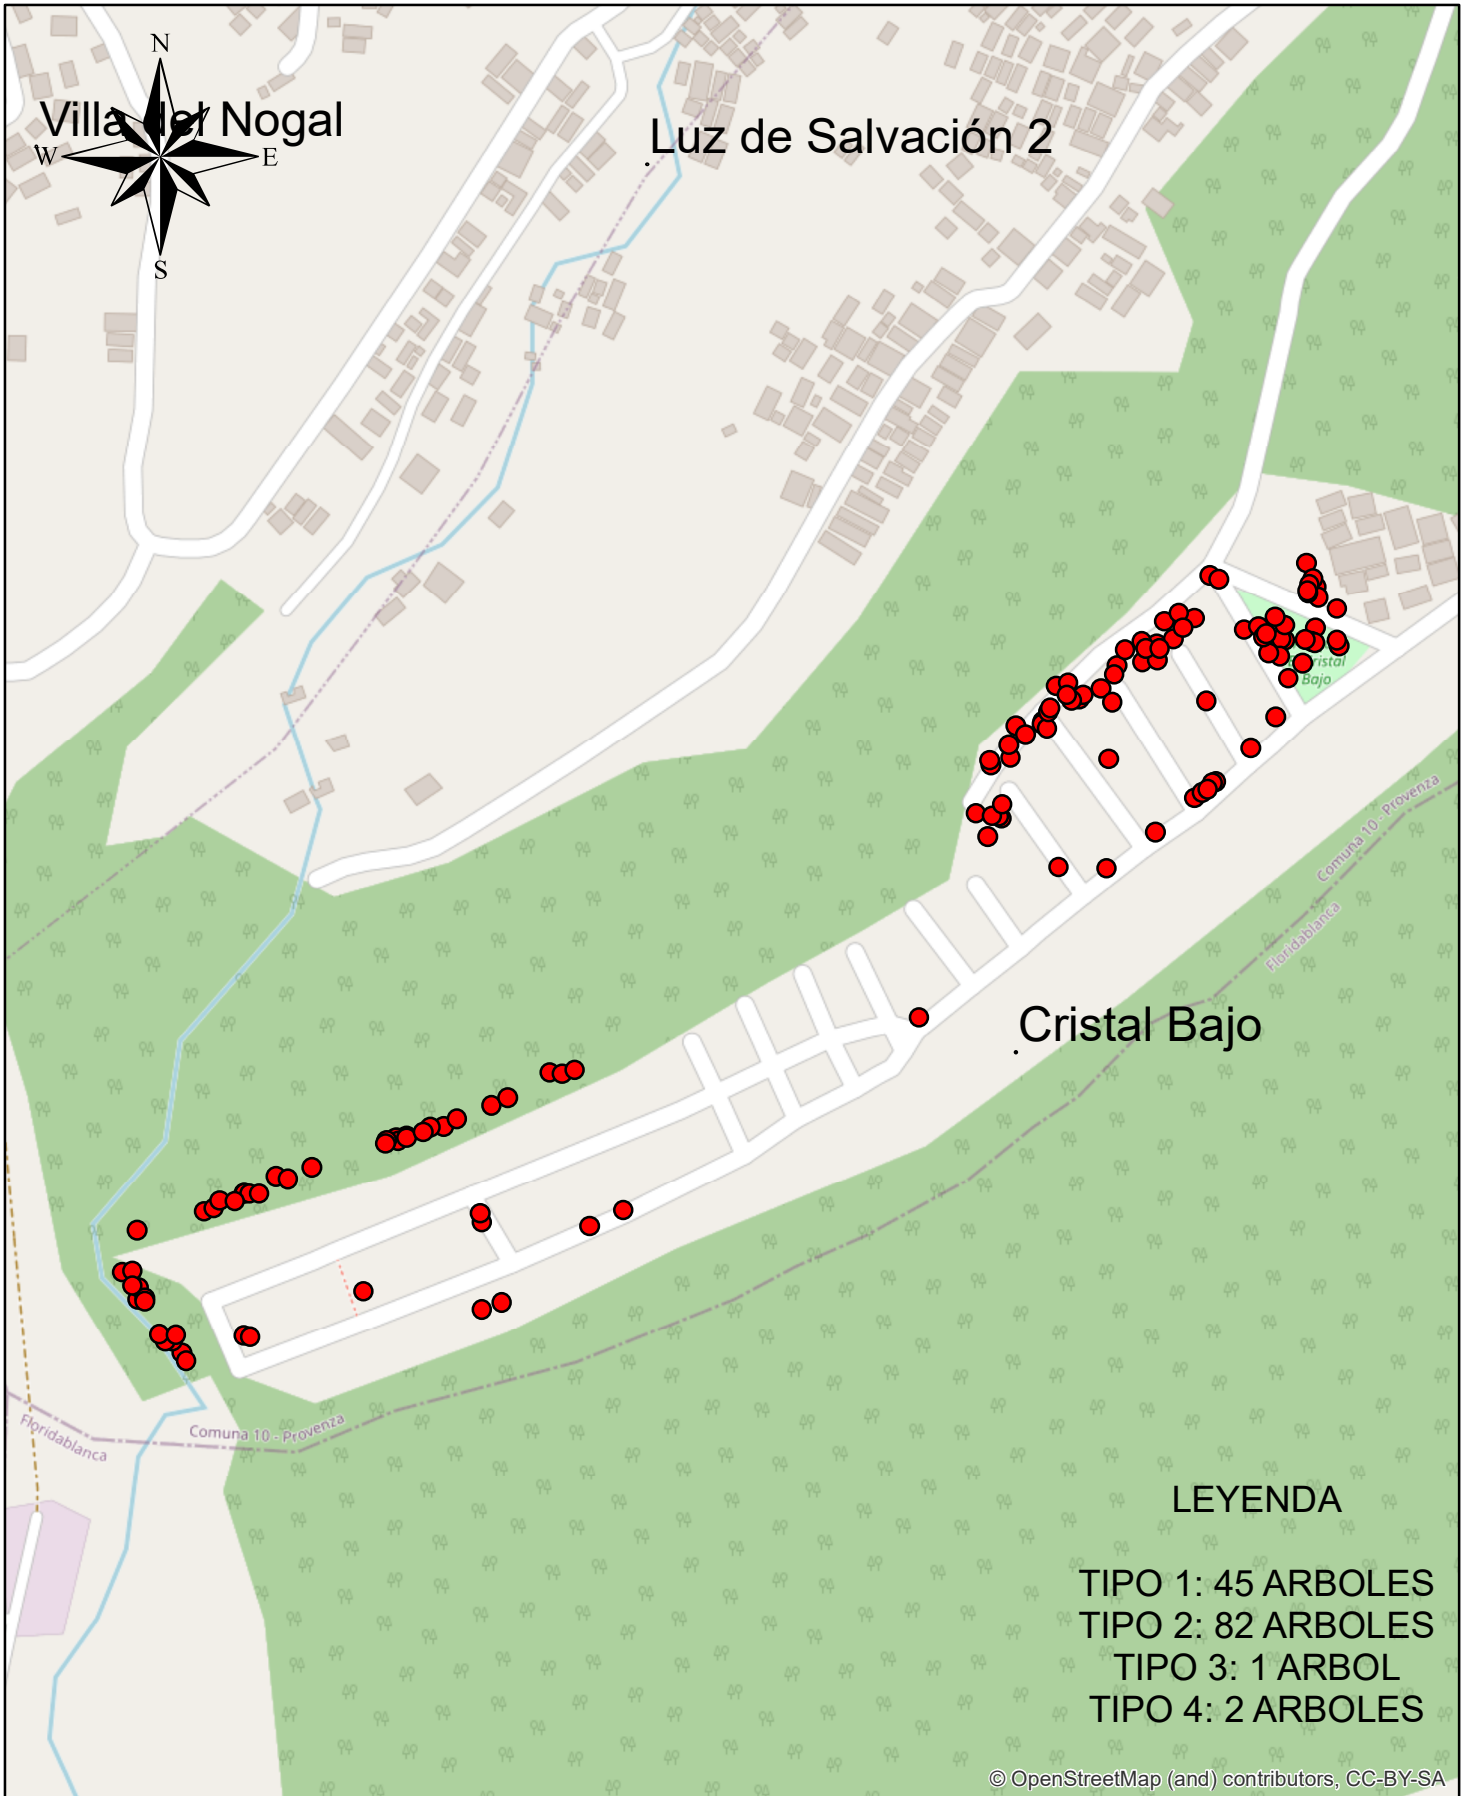 N
Villa del Nogal
W
E
S
Luz de Salvación 2
Cristal
Bajo
Comuna 10 - Provenza
Floridablanca
Cristal Bajo
Floridablanca
Comuna 10 - Provenza
LEYENDA
TIPO 1: 45 ARBOLES
TIPO 2: 82 ARBOLES
TIPO 3: 1 ARBOL
TIPO 4: 2 ARBOLES
© OpenStreetMap (and) contributors, CC-BY-SA